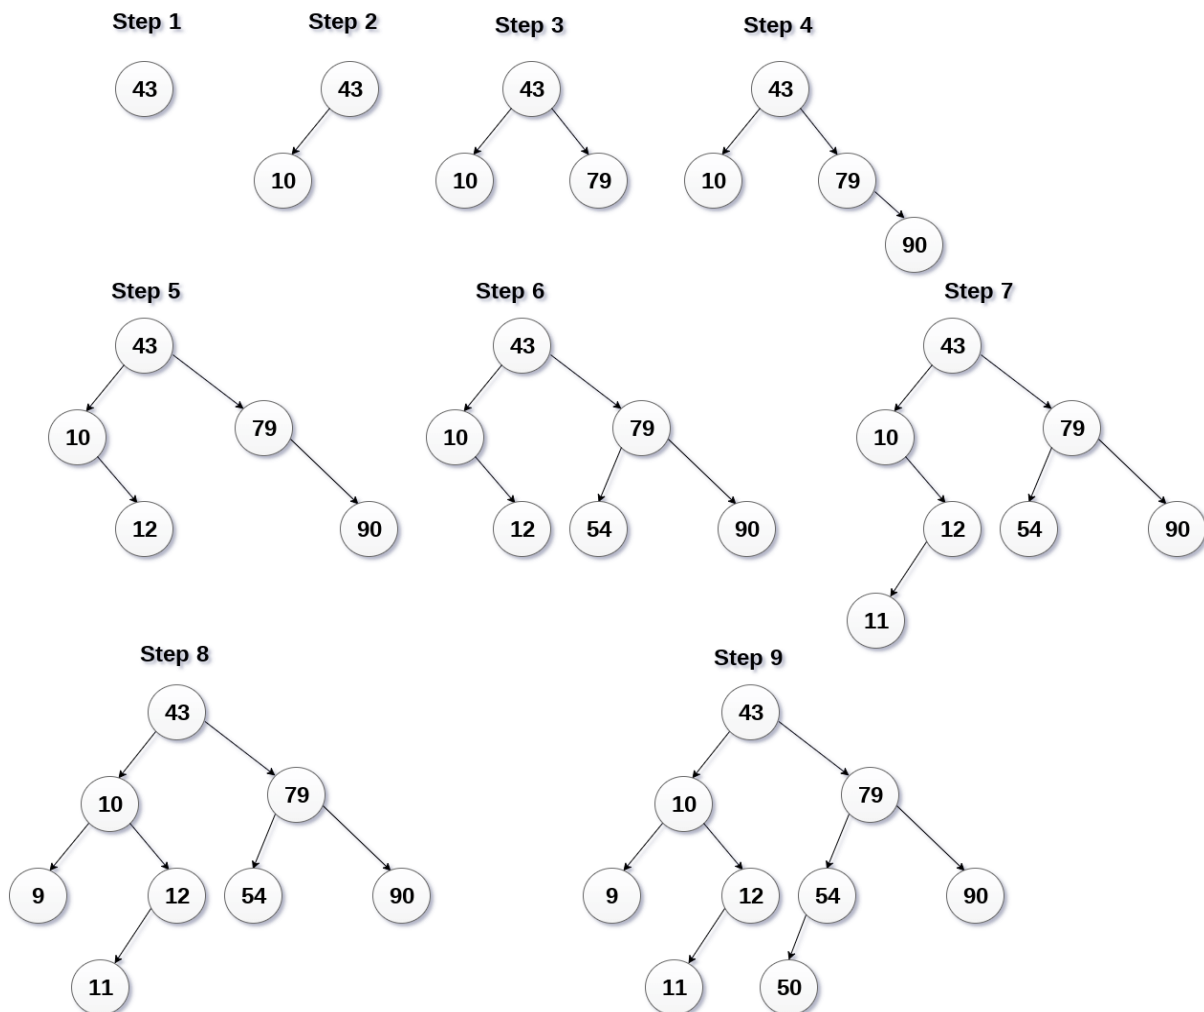 Step 1 Step 2 Step 3 Step 4
43 43 43 43
10 10 79 10 79
90
Step 5 Step 6 Step 7
43 43 43
10 79 10 79 10 79
12 90 12 54 90 12 54 90
11
Step 8 Step 9
43 43
10 79 10 79
9 12 54 90 9 12 54 90
11 11 50